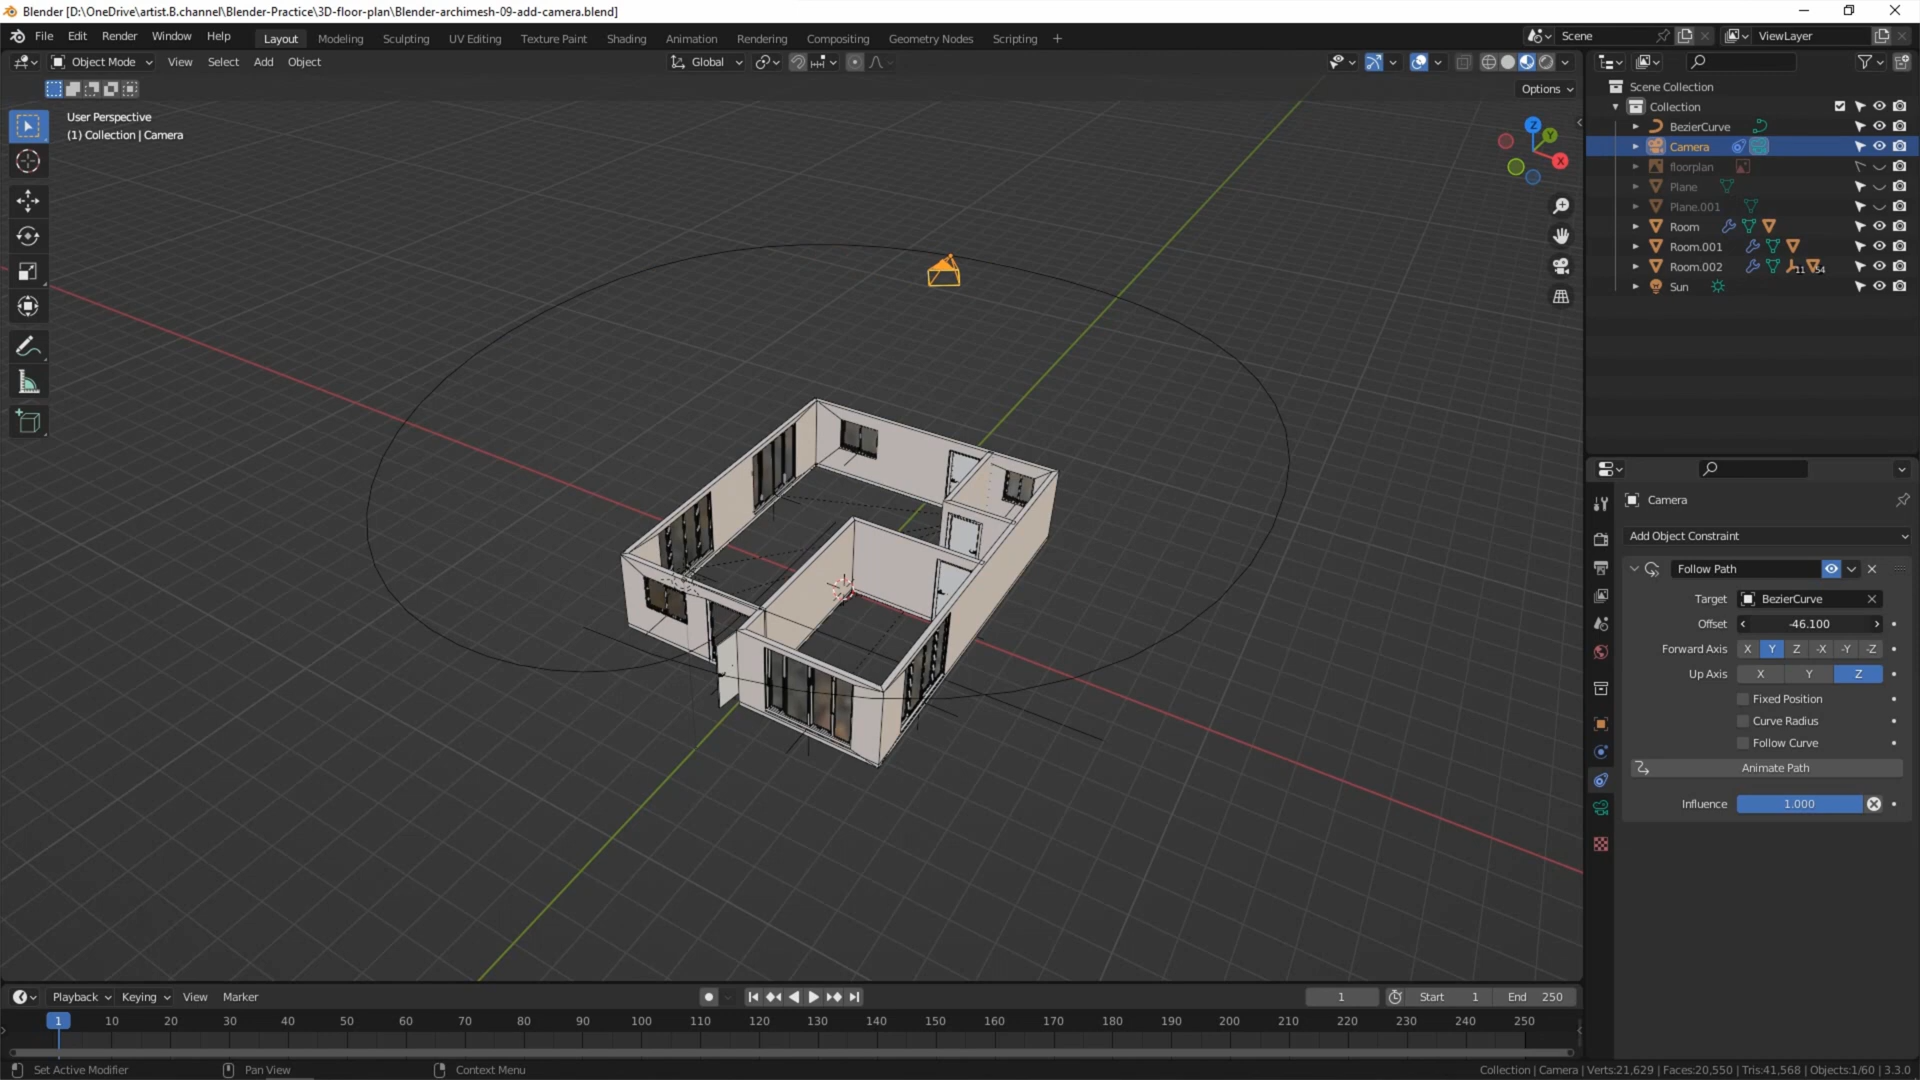 Blender [D:\OneDrive\artist.B.channel\Blender-Practice\3D-floor-plan\Blender-archimesh-09-add-camera.blend]
File Edit Render Window Help Layout Modeling Sculpting UV Editing Texture Paint Shading Animation Rendering Compositing Geometry Nodes Scripting + Scene ViewLayer
Object Mode View Select Add Object Global
Options
User Perspective
(1) Collection | Camera
Z
Y
X
Scene Collection
Collection
BezierCurve
Camera
floorplan
Plane
Plane.001
Room
Room.001
Room.002 11 54
Sun
Camera
Add Object Constraint
Follow Path
Target BezierCurve
Offset -46.100
Forward Axis X Y Z -X -Y -Z
Up Axis X Y Z
Fixed Position
Curve Radius
Follow Curve
Animate Path
Influence 1.000
Playback Keying View Marker 1 Start 1 End 250
1 10 20 30 40 50 60 70 80 90 100 110 120 130 140 150 160 170 180 190 200 210 220 230 240 250
Set Active Modifier Pan View Context Menu Collection | Camera | Verts:21,629 | Faces:20,550 | Tris:41,568 | Objects:1/60 | 3.3.0